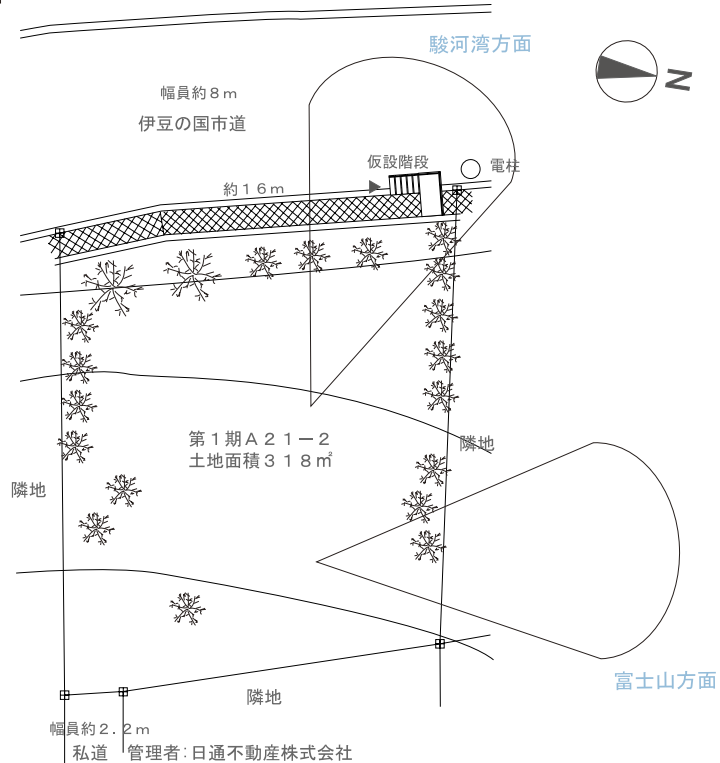 駿河湾方面
N
幅員約8m
伊豆の国市道
仮設階段
電柱
約16m
第1期A21ー2
土地面積318㎡
隣地
隣地
富士山方面
隣地
幅員約2.2m
私道 管理者:日通不動産株式会社